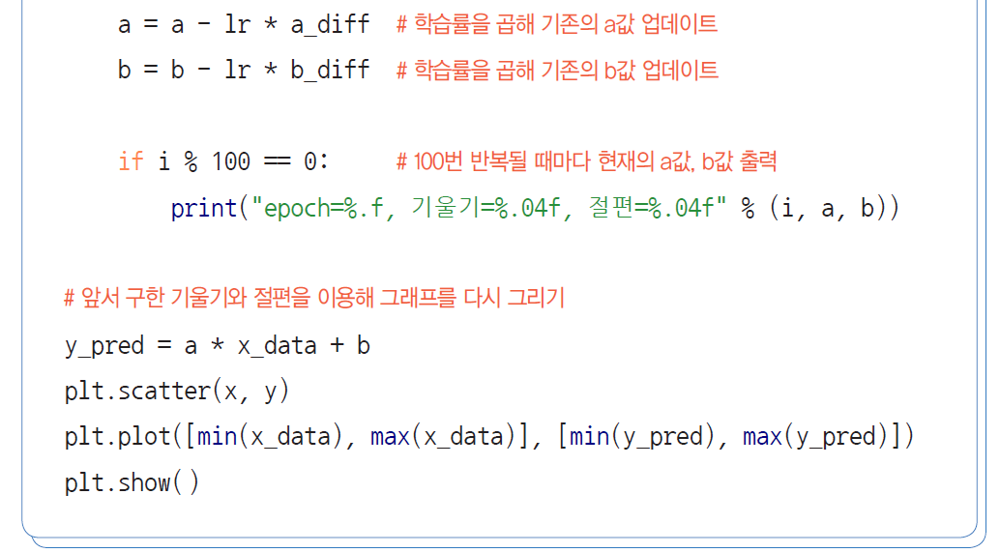 a = a - lr * a_diff # 학습률을 곱해 기존의 a값 업데이트
b = b - lr * b_diff # 학습률을 곱해 기존의 b값 업데이트
if i % 100 == 0: # 100번 반복될 때마다 현재의 a값, b값 출력
print("epoch=%.f, 기울기=%.04f, 절편=%.04f" % (i, a, b))
# 앞서 구한 기울기와 절편을 이용해 그래프를 다시 그리기
y_pred = a * x_data + b
plt.scatter(x, y)
plt.plot([min(x_data), max(x_data)], [min(y_pred), max(y_pred)])
plt.show()